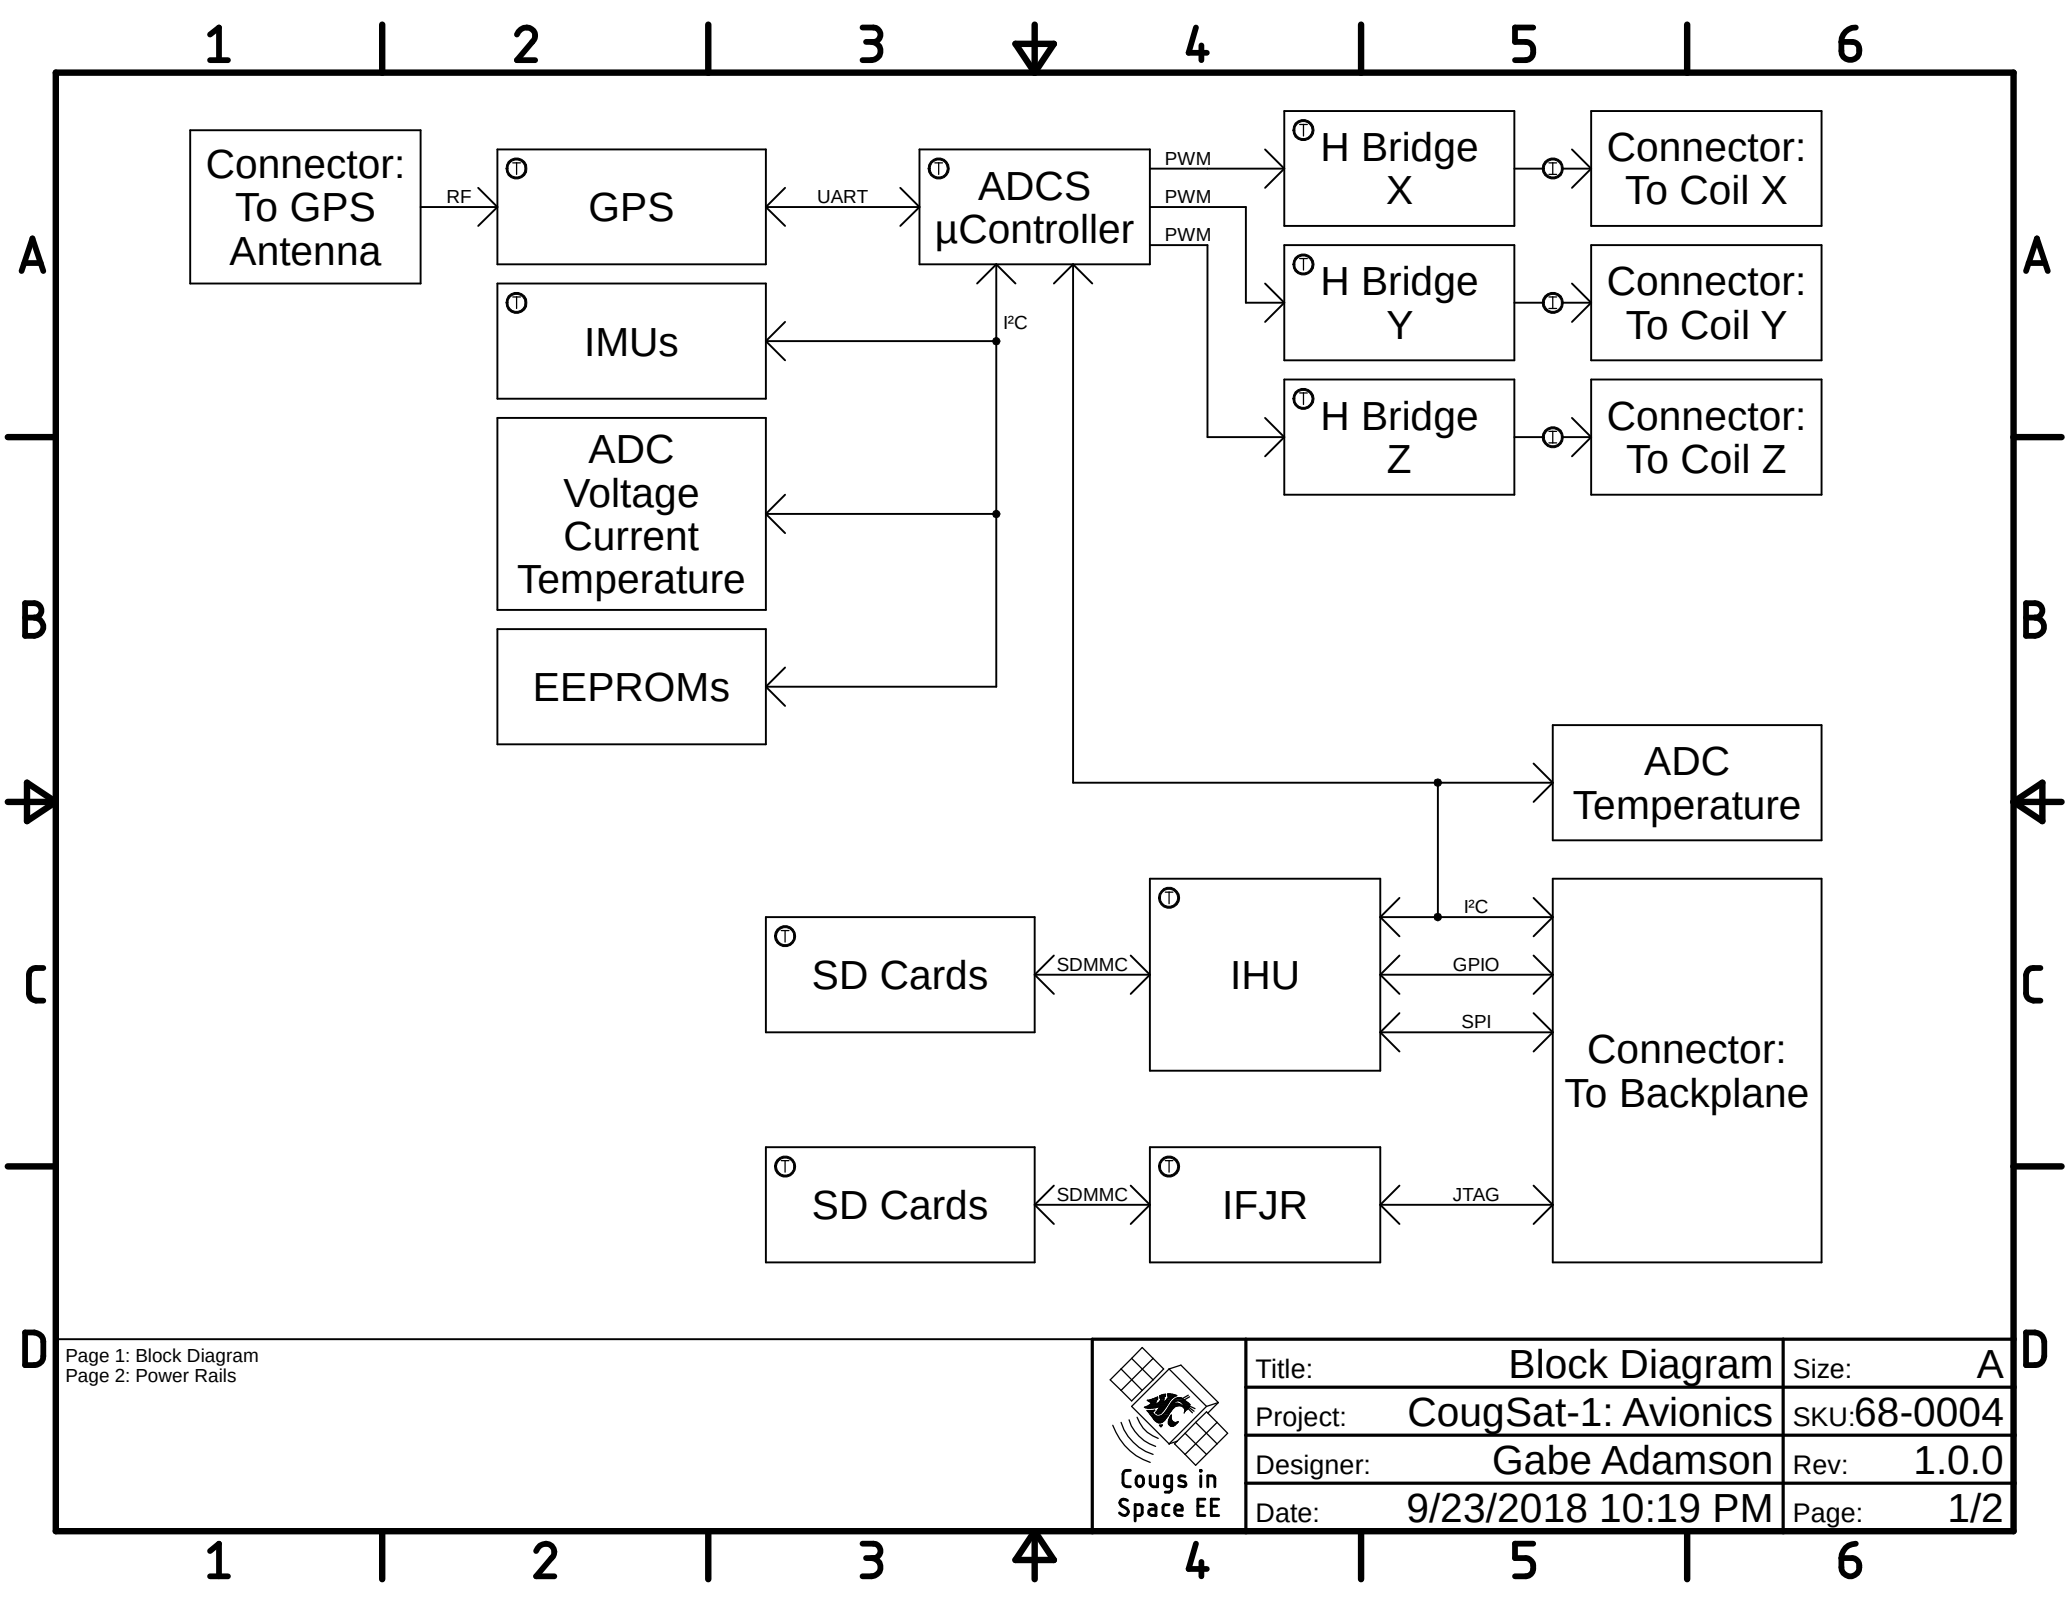 1 2 3 4 5 6
Connector:
To GPS
Antenna
RF
T
GPS
UART
T
ADCS
µController
PWM
PWM
PWM
T
H Bridge
X
I
Connector:
To Coil X
T
H Bridge
Y
I
Connector:
To Coil Y
T
H Bridge
Z
I
Connector:
To Coil Z
A
A
T
IMUs
I²C
ADC
Voltage
Current
Temperature
EEPROMs
B
B
ADC
Temperature
T
SD Cards
SDMMC
T
IHU
I²C
GPIO
SPI
Connector:
To Backplane
C
C
T
SD Cards
SDMMC
T
IFJR
JTAG
D
D
Page 1: Block Diagram
Page 2: Power Rails
Cougs in
Space EE
Title: Block Diagram Size: A
Project: CougSat-1: Avionics SKU: 68-0004
Designer: Gabe Adamson Rev: 1.0.0
Date: 9/23/2018 10:19 PM Page: 1/2
1 2 3 4 5 6